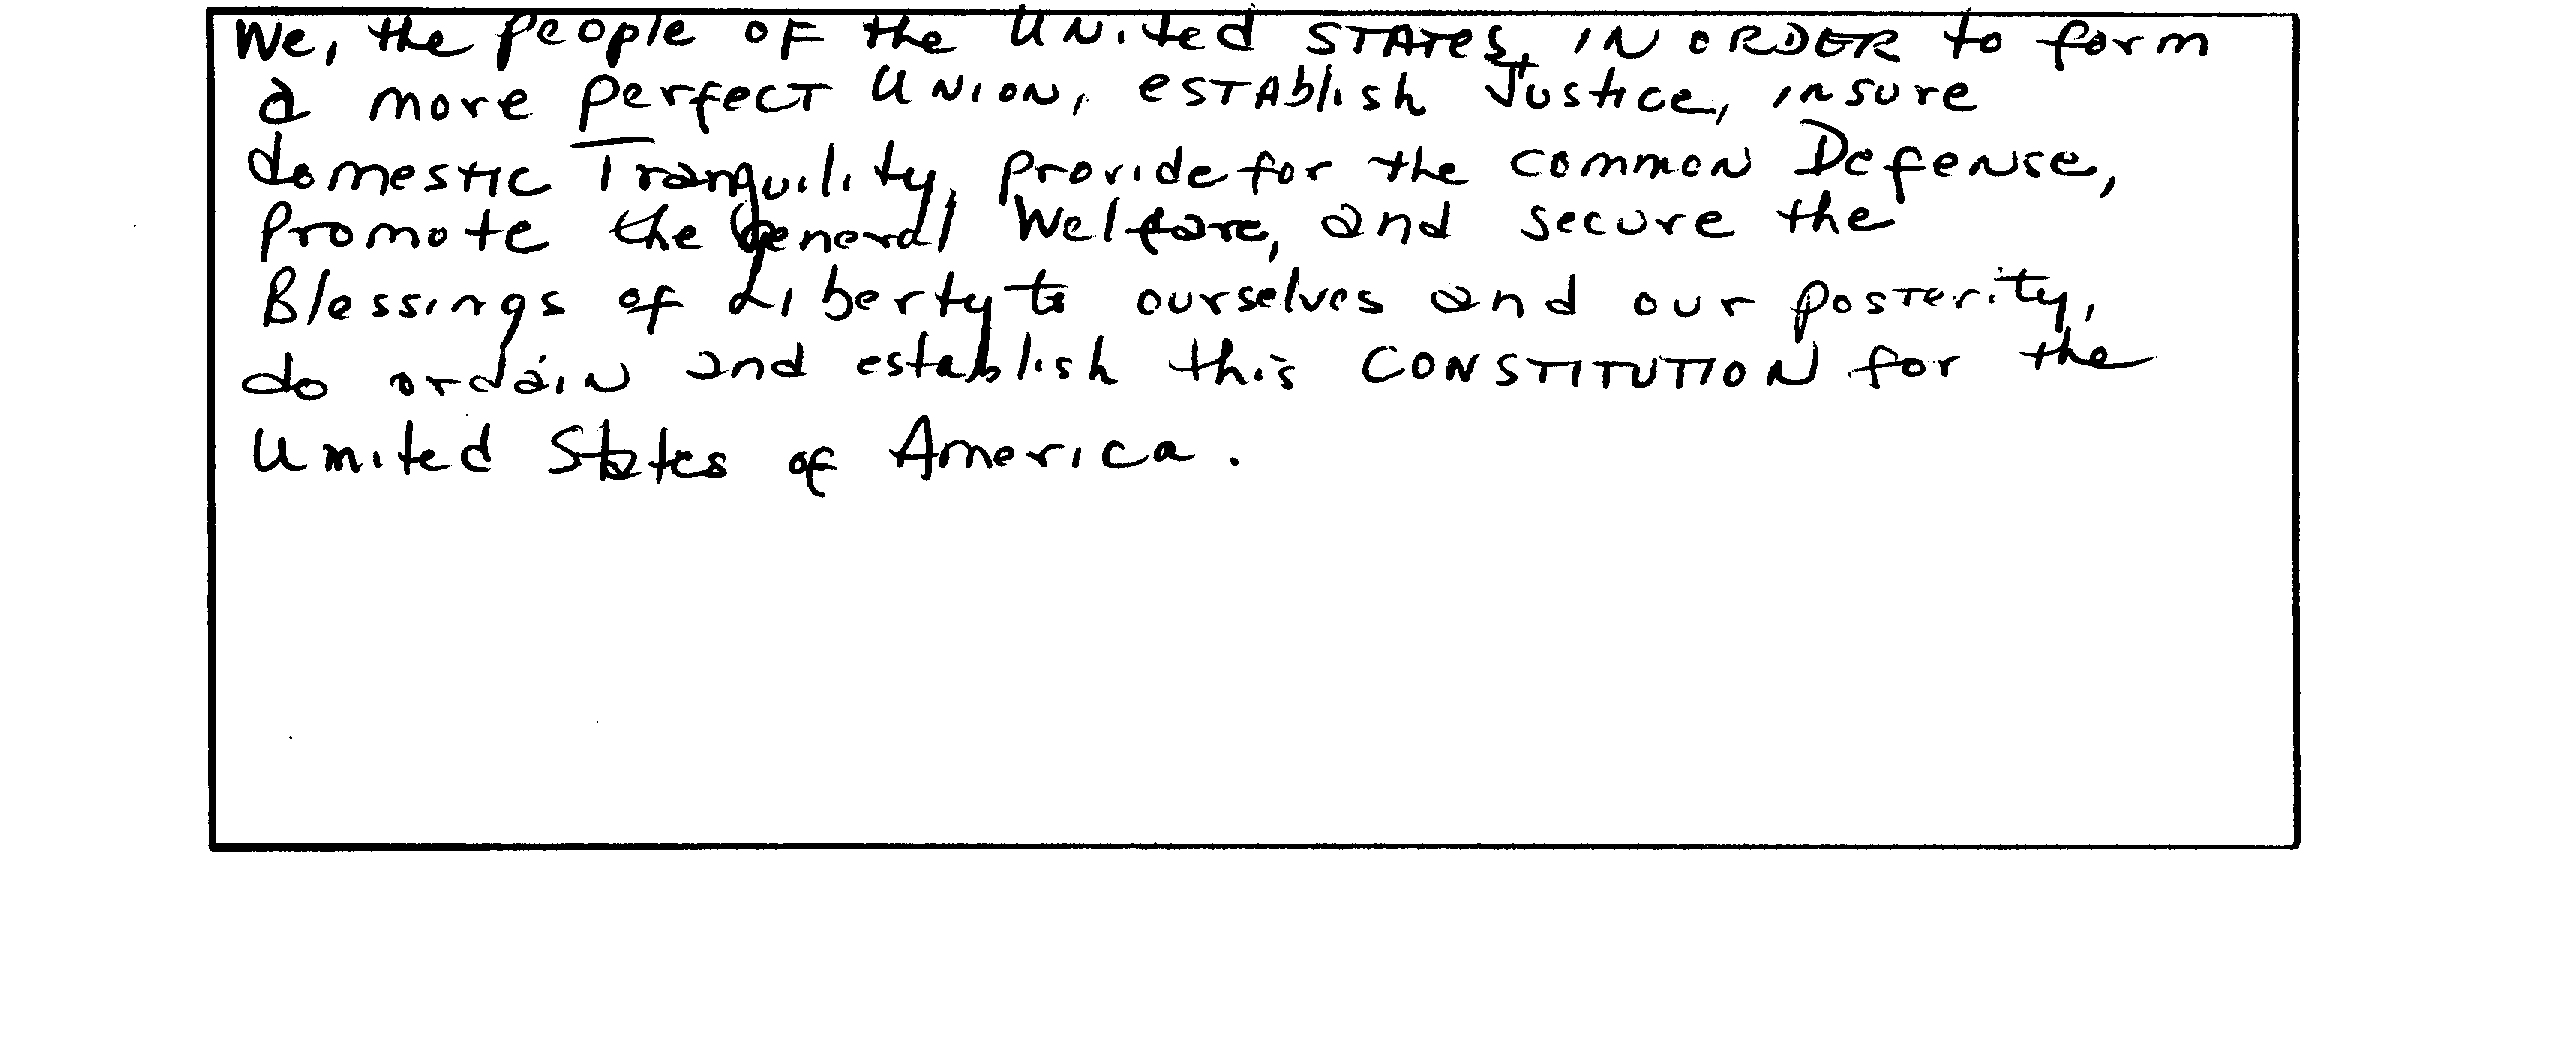 We, the people OF the UNited STATES, IN ORDER to form
a more perfecT UNION, ESTAblish Justice, insure
domestic Tranquility, provide for the common Defense,
promote the general Welfare, and secure the
Blessings of Liberty to ourselves and our posTerity,
do ordain and establish this CONSTITUTION for the
United States of America.